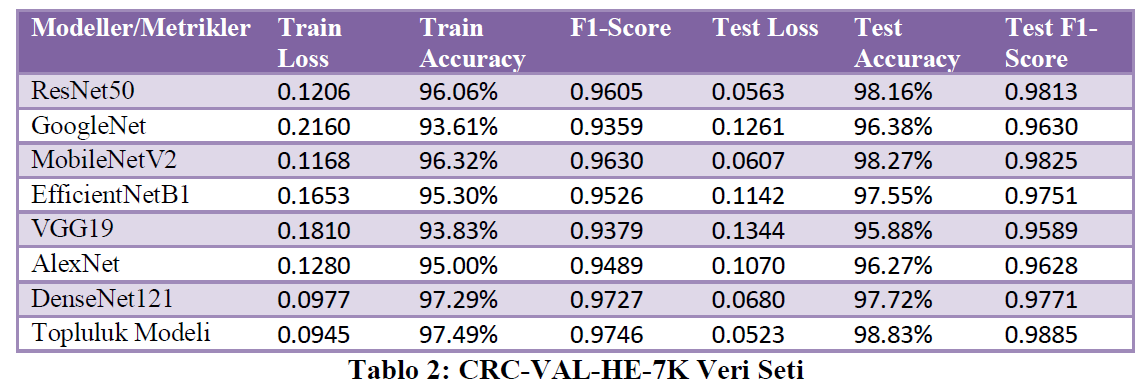 Modeller/Metrikler Train Loss Train Accuracy F1-Score Test Loss Test Accuracy Test F1-Score
ResNet50 0.1206 96.06% 0.9605 0.0563 98.16% 0.9813
GoogleNet 0.2160 93.61% 0.9359 0.1261 96.38% 0.9630
MobileNetV2 0.1168 96.32% 0.9630 0.0607 98.27% 0.9825
EfficientNetB1 0.1653 95.30% 0.9526 0.1142 97.55% 0.9751
VGG19 0.1810 93.83% 0.9379 0.1344 95.88% 0.9589
AlexNet 0.1280 95.00% 0.9489 0.1070 96.27% 0.9628
DenseNet121 0.0977 97.29% 0.9727 0.0680 97.72% 0.9771
Topluluk Modeli 0.0945 97.49% 0.9746 0.0523 98.83% 0.9885
Tablo 2: CRC-VAL-HE-7K Veri Seti